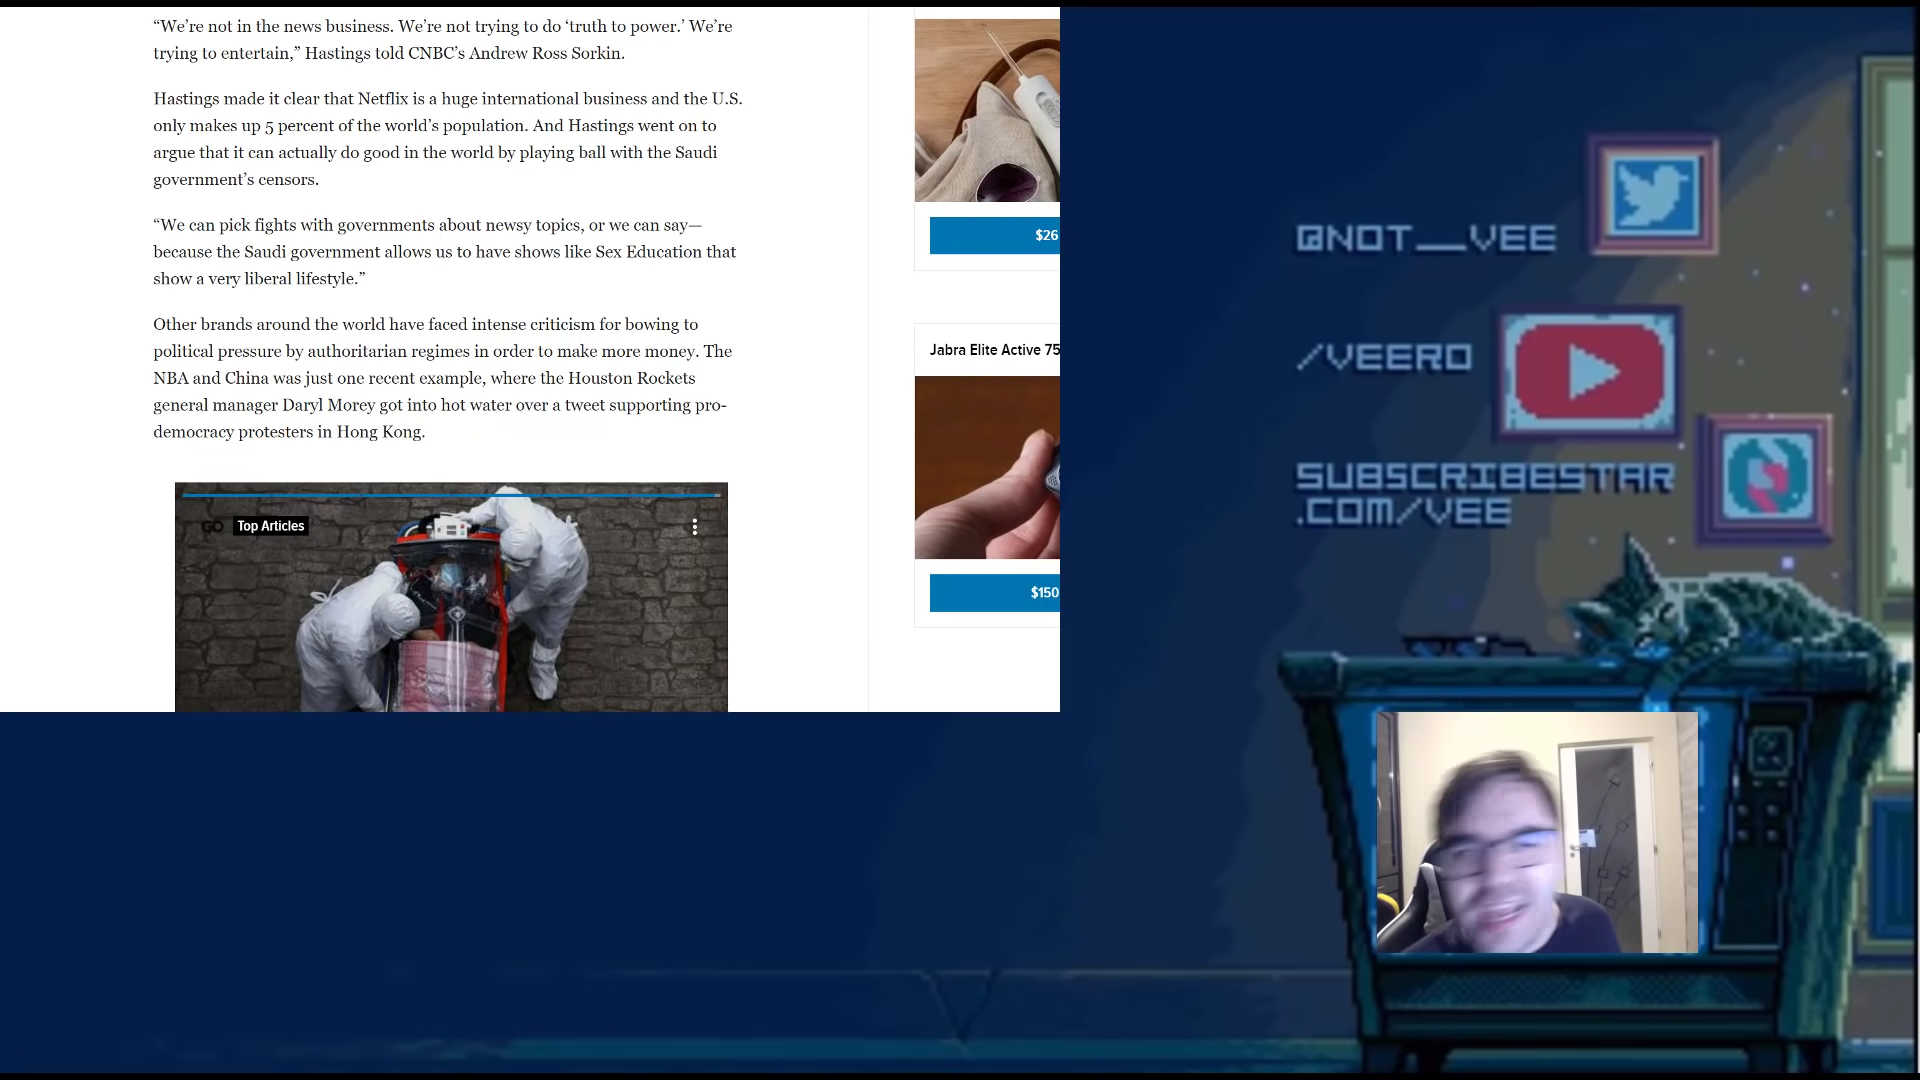 “We’re not in the news business. We’re not trying to do ‘truth to power.’ We’re
trying to entertain,” Hastings told CNBC’s Andrew Ross Sorkin.
Hastings made it clear that Netflix is a huge international business and the U.S.
only makes up 5 percent of the world’s population. And Hastings went on to
argue that it can actually do good in the world by playing ball with the Saudi
government’s censors.
“We can pick fights with governments about newsy topics, or we can say—
because the Saudi government allows us to have shows like Sex Education that
show a very liberal lifestyle.”
Other brands around the world have faced intense criticism for bowing to
political pressure by authoritarian regimes in order to make more money. The
NBA and China was just one recent example, where the Houston Rockets
general manager Daryl Morey got into hot water over a tweet supporting pro-
democracy protesters in Hong Kong.
GO Top Articles
$26
Jabra Elite Active 75
$150
@NOT__VEE
/VEERO
SUBSCRIBESTAR
.COM/VEE